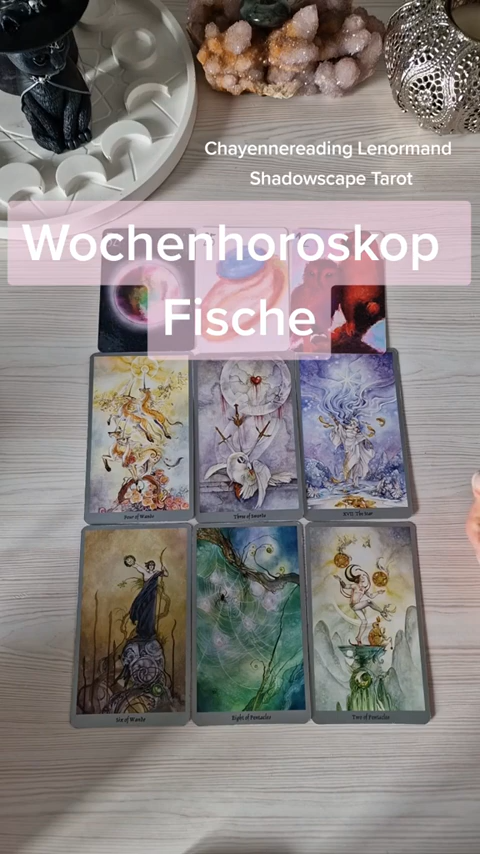 Chayennereading Lenormand
Shadowscape Tarot
Wochenhoroskop
Fische
Four of Wands
Three of Swords
XVII The Star
Six of Wands
Eight of Pentacles
Two of Pentacles